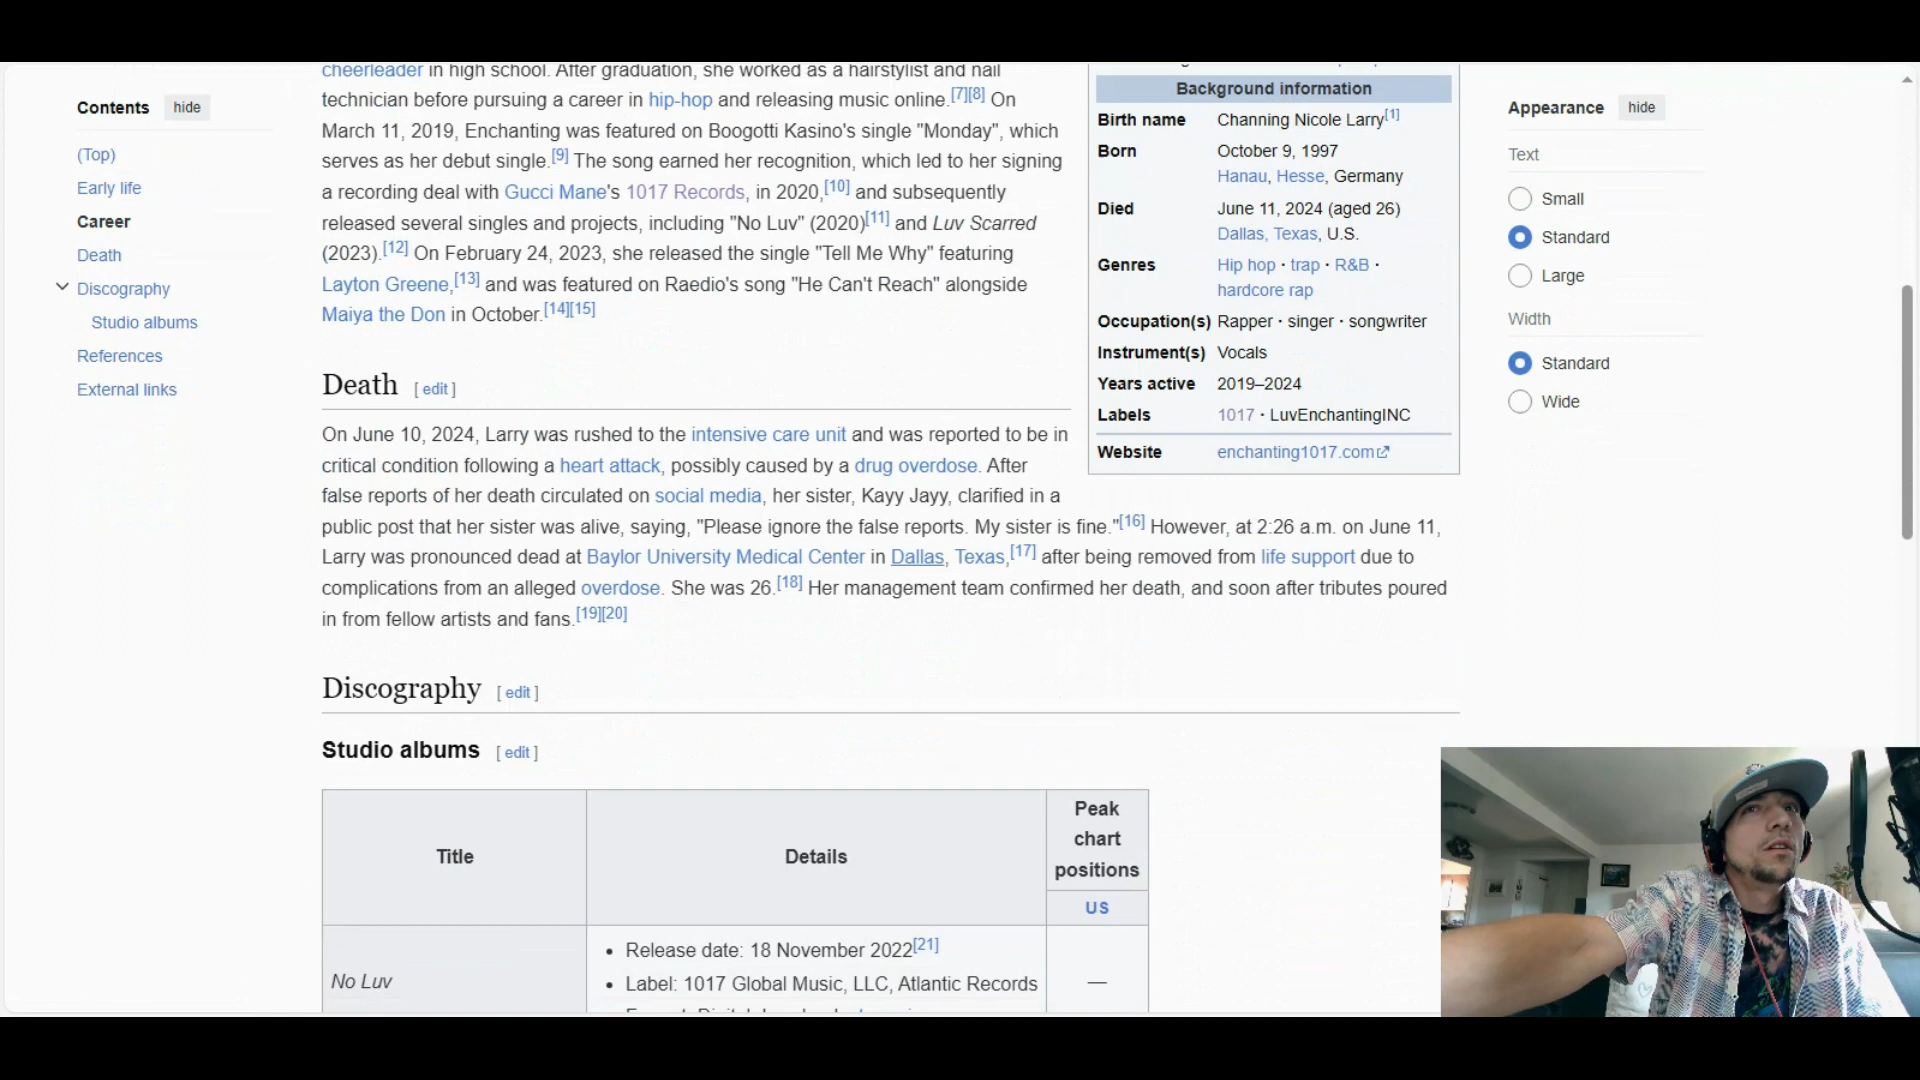 Contents hide
(Top)
Early life
Career
Death
Discography
Studio albums
References
External links
cheerleader in high school. After graduation, she worked as a hairstylist and nail
technician before pursuing a career in hip-hop and releasing music online.[7][8] On
March 11, 2019, Enchanting was featured on Boogotti Kasino's single "Monday", which
serves as her debut single.[9] The song earned her recognition, which led to her signing
a recording deal with Gucci Mane's 1017 Records, in 2020,[10] and subsequently
released several singles and projects, including "No Luv" (2020)[11] and Luv Scarred
(2023).[12] On February 24, 2023, she released the single "Tell Me Why" featuring
Layton Greene,[13] and was featured on Raedio's song "He Can't Reach" alongside
Maiya the Don in October.[14][15]
Death [ edit ]
On June 10, 2024, Larry was rushed to the intensive care unit and was reported to be in
critical condition following a heart attack, possibly caused by a drug overdose. After
false reports of her death circulated on social media, her sister, Kayy Jayy, clarified in a
public post that her sister was alive, saying, "Please ignore the false reports. My sister is fine."[16] However, at 2:26 a.m. on June 11,
Larry was pronounced dead at Baylor University Medical Center in Dallas, Texas,[17] after being removed from life support due to
complications from an alleged overdose. She was 26.[18] Her management team confirmed her death, and soon after tributes poured
in from fellow artists and fans.[19][20]
Discography [ edit ]
Studio albums [ edit ]
Title
Details
Peak
chart
positions
US
No Luv
• Release date: 18 November 2022[21]
• Label: 1017 Global Music, LLC, Atlantic Records
—
Background information
Birth name Channing Nicole Larry[1]
Born October 9, 1997
Hanau, Hesse, Germany
Died June 11, 2024 (aged 26)
Dallas, Texas, U.S.
Genres Hip hop · trap · R&B ·
hardcore rap
Occupation(s) Rapper · singer · songwriter
Instrument(s) Vocals
Years active 2019–2024
Labels 1017 · LuvEnchantingINC
Website enchanting1017.com
Appearance hide
Text
Small
Standard
Large
Width
Standard
Wide